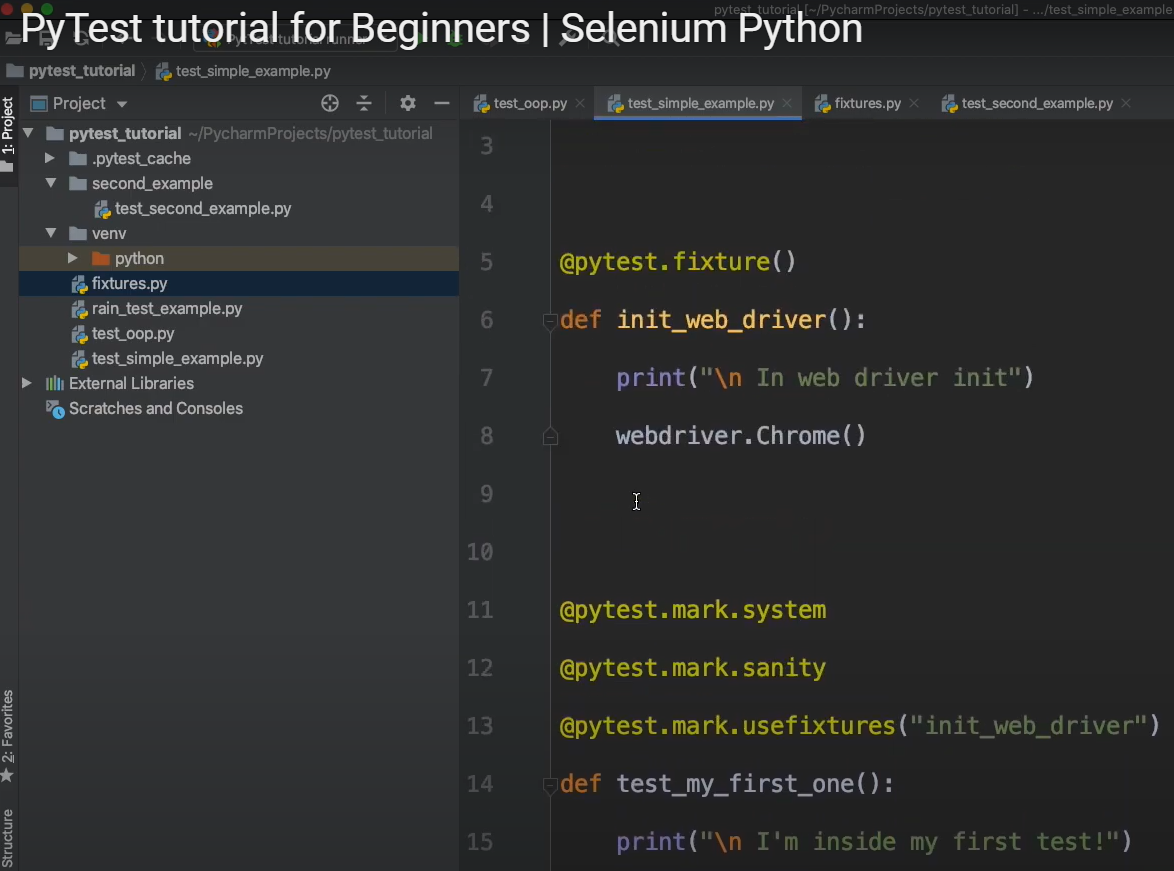 pytest_tutorial [~/PycharmProjects/pytest_tutorial] - .../test_simple_example
PyTest tutorial for Beginners | Selenium Python
PyTest tutorial runner
pytest_tutorial test_simple_example.py
1: Project
Project
test_oop.py test_simple_example.py fixtures.py test_second_example.py
pytest_tutorial ~/PycharmProjects/pytest_tutorial
.pytest_cache
second_example
test_second_example.py
venv
python
fixtures.py
rain_test_example.py
test_oop.py
test_simple_example.py
External Libraries
Scratches and Consoles
2: Favorites
Structure
3
4
5 @pytest.fixture()
6 def init_web_driver():
7 print("\n In web driver init")
8 webdriver.Chrome()
9
10
11 @pytest.mark.system
12 @pytest.mark.sanity
13 @pytest.mark.usefixtures("init_web_driver")
14 def test_my_first_one():
15 print("\n I'm inside my first test!")